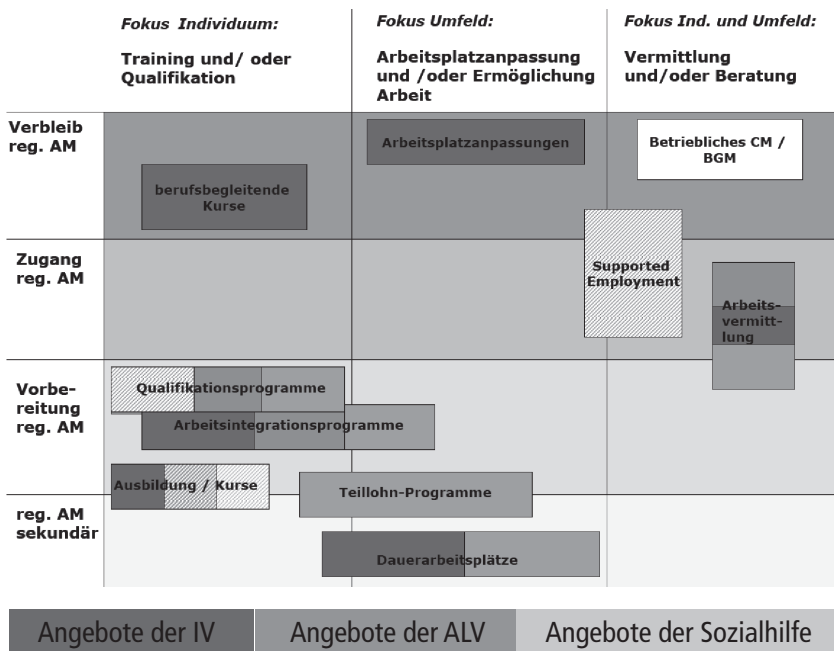 Fokus Individuum:
Training und/ oder
Qualifikation
Fokus Umfeld:
Arbeitsplatzanpassung
und /oder Ermöglichung
Arbeit
Fokus Ind. und Umfeld:
Vermittlung
und/oder Beratung
Verbleib
reg. AM
berufsbegleitende
Kurse
Arbeitsplatzanpassungen
Betriebliches CM /
BGM
Zugang
reg. AM
Supported
Employment
Arbeits-
vermitt-
lung
Vorbe-
reitung
reg. AM
Qualifikationsprogramme
Arbeitsintegrationsprogramme
Ausbildung / Kurse
Teillohn-Programme
reg. AM
sekundär
Dauerarbeitsplätze
Angebote der IV
Angebote der ALV
Angebote der Sozialhilfe